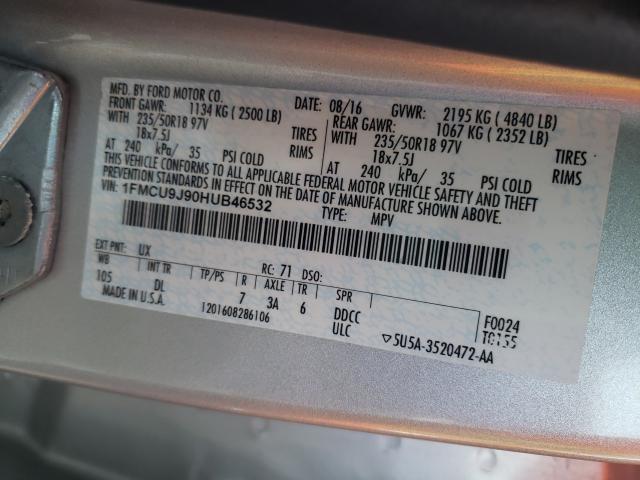 MFD. BY FORD MOTOR CO.
DATE: 08/16 GVWR: 2195 KG ( 4840 LB)
FRONT GAWR: 1134 KG ( 2500 LB) REAR GAWR: 1067 KG ( 2352 LB)
WITH 235/50R18 97V TIRES WITH 235/50R18 97V TIRES
18x7.5J RIMS 18x7.5J RIMS
AT 240 kPa/ 35 PSI COLD AT 240 kPa/ 35 PSI COLD
THIS VEHICLE CONFORMS TO ALL APPLICABLE FEDERAL MOTOR VEHICLE SAFETY AND THEFT
PREVENTION STANDARDS IN EFFECT ON THE DATE OF MANUFACTURE SHOWN ABOVE.
VIN: 1FMCU9J90HUB46532
TYPE: MPV
EXT PNT: UX RC: 71 DSO:
WB INT TR TP/PS R AXLE TR SPR
105 DL 7 3A 6 DDCC F0024
MADE IN U.S.A. 1201608286106 ULC ▽5U5A-3520472-AA T0155